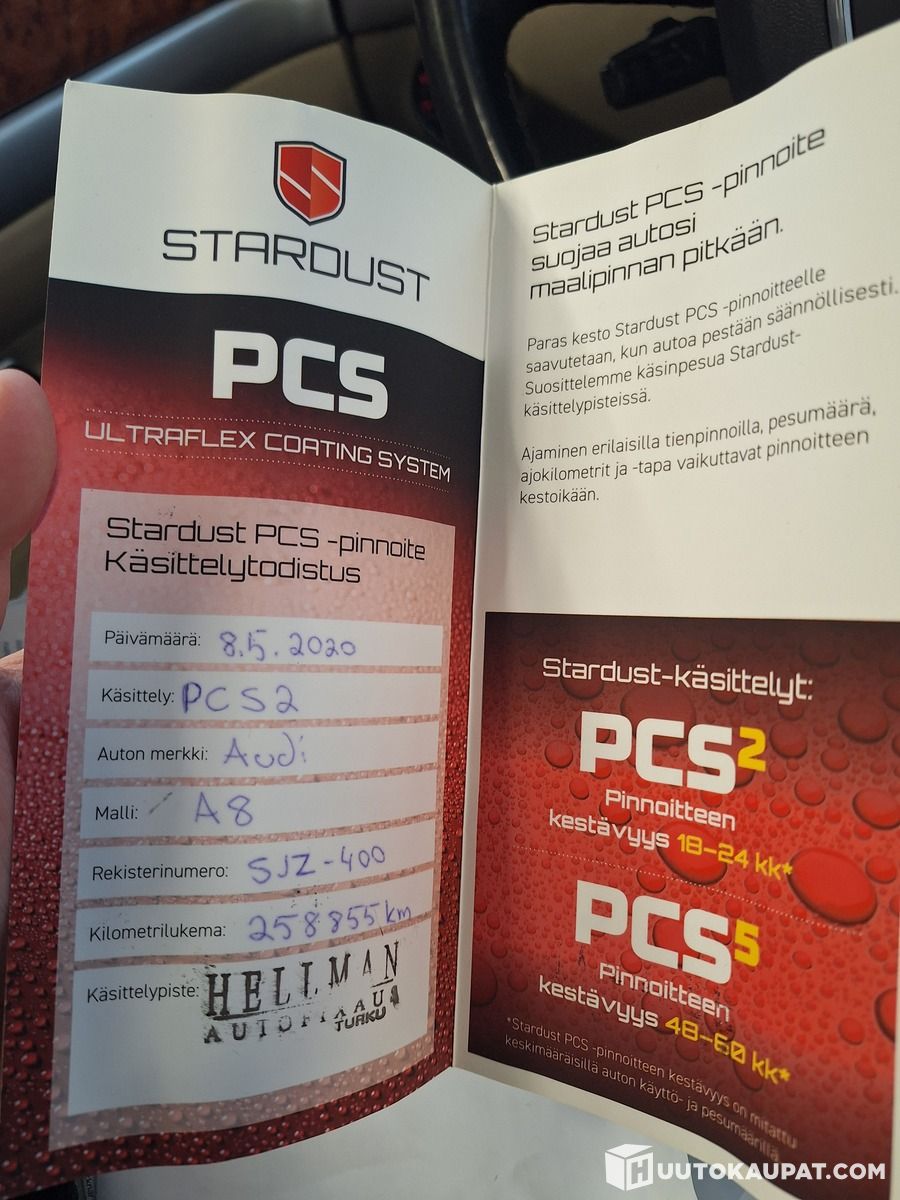 STARDUST
PCS
ULTRAFLEX COATING SYSTEM
Stardust PCS -pinnoite
Käsittelytodistus
Päivämäärä: 8.5.2020
Käsittely: PCS2
Auton merkki: Audi
Malli: A8
Rekisterinumero: SJZ-400
Kilometrilukema: 258855 km
Käsittelypiste: HELLMAN
TURKU
Stardust PCS -pinnoite
suojaa autosi
maalipinnan pitkään.
Paras kesto Stardust PCS -pinnoitteelle
saavutetaan, kun autoa pestään säännöllisesti.
Suosittelemme käsinpesua Stardust-
käsittelypisteissä.
Ajaminen erilaisilla tienpinnoilla, pesumäärä,
ajokilometrit ja -tapa vaikuttavat pinnoitteen
kestoikään.
Stardust-käsittelyt:
PCS2
Pinnoitteen
kestävyys 18–24 kk*
PCS5
Pinnoitteen
kestävyys 48–60 kk*
*Stardust PCS -pinnoitteen kestävyys on mitattu
keskimääräisillä auton käyttö- ja pesumäärillä.
HUUTOKAUPAT.COM